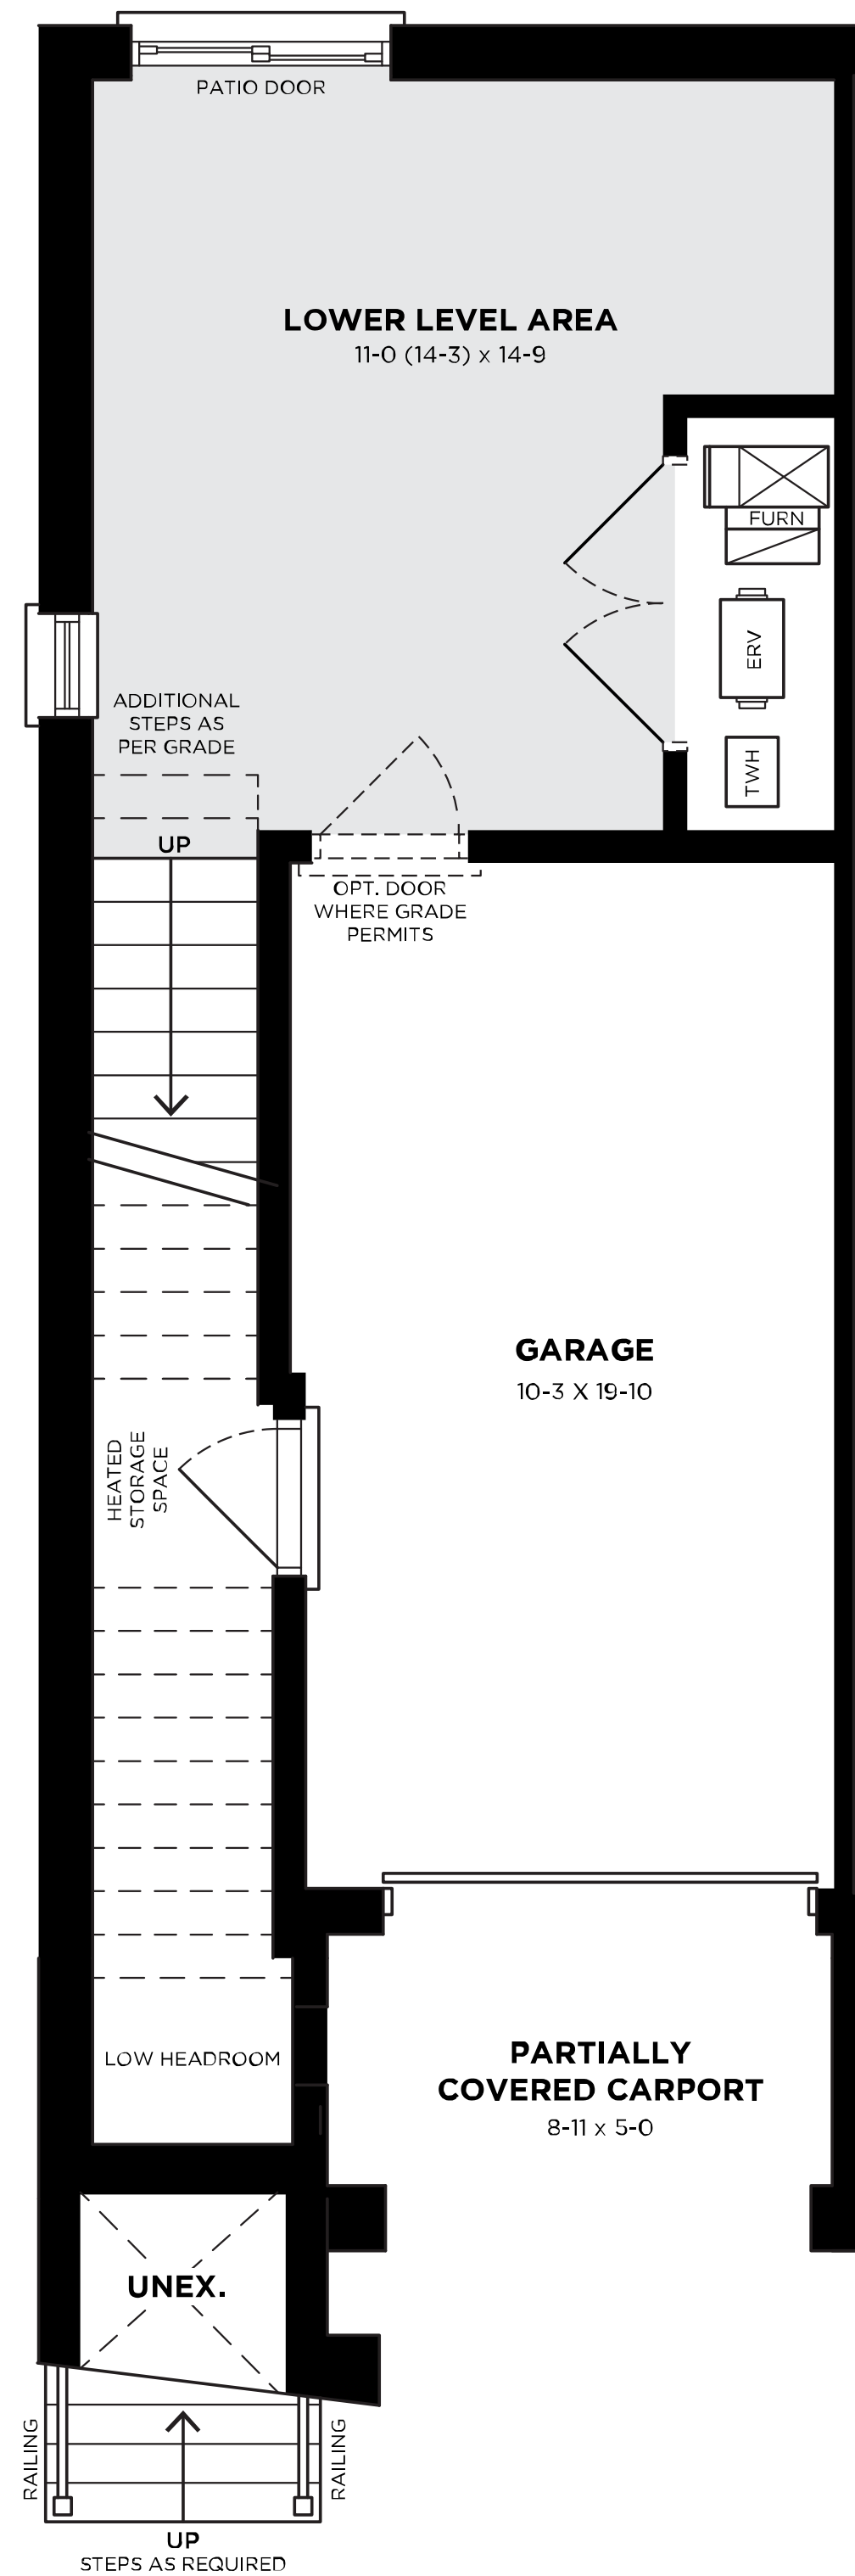 PATIO DOOR
LOWER LEVEL AREA
11-0 (14-3) x 14-9
FURN
ERV
TWH
ADDITIONAL
STEPS AS
PER GRADE
UP
OPT. DOOR
WHERE GRADE
PERMITS
GARAGE
10-3 X 19-10
HEATED
STORAGE
SPACE
LOW HEADROOM
PARTIALLY
COVERED CARPORT
8-11 x 5-0
UNEX.
RAILING
RAILING
UP
STEPS AS REQUIRED